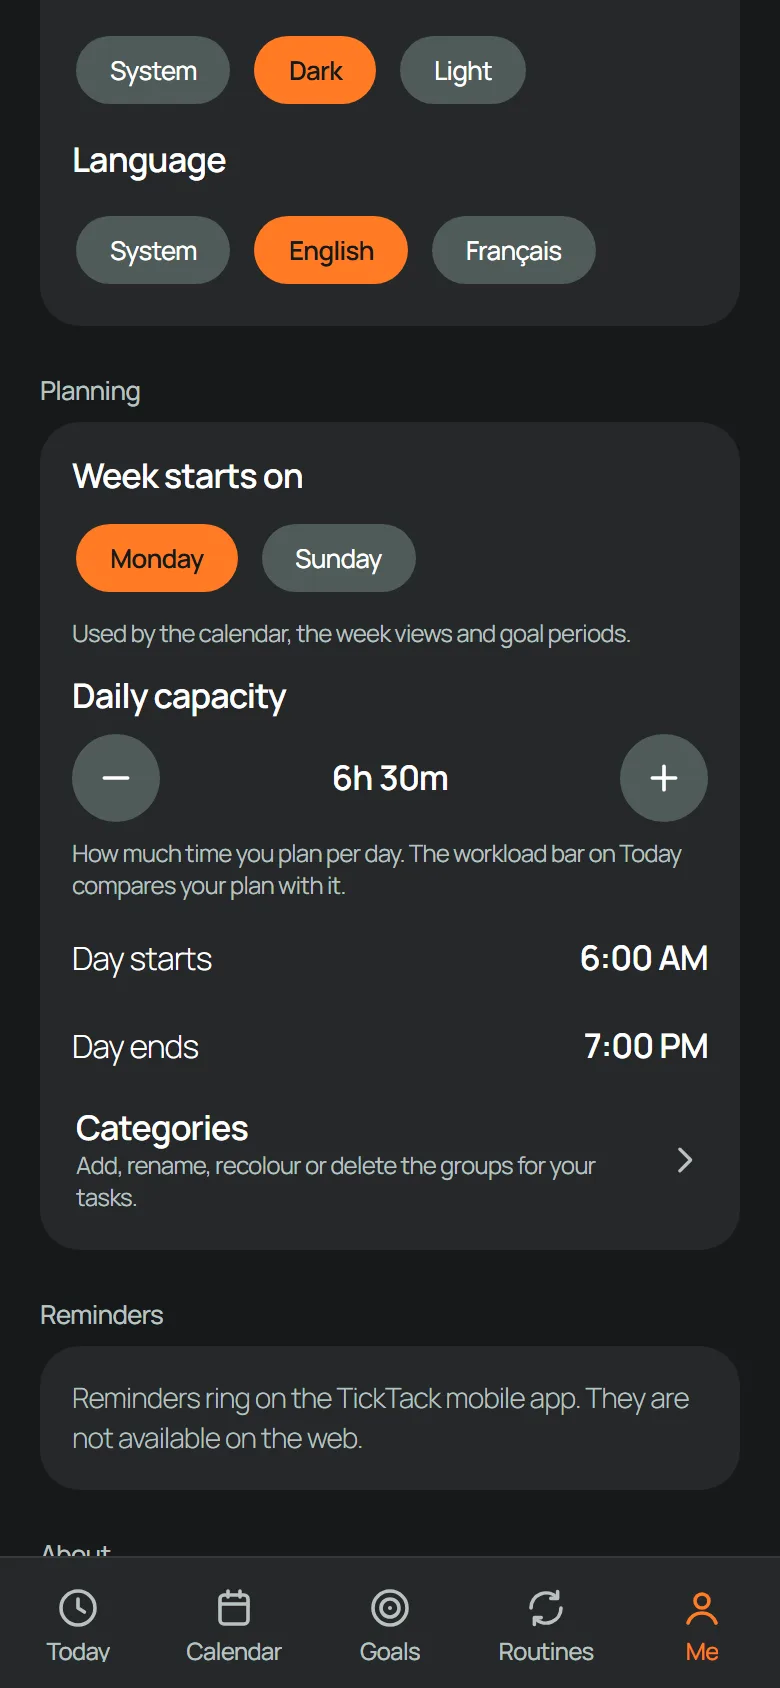 System Dark Light
Language
System English Français
Planning
Week starts on
Monday Sunday
Used by the calendar, the week views and goal periods.
Daily capacity
6h 30m
How much time you plan per day. The workload bar on Today
compares your plan with it.
Day starts 6:00 AM
Day ends 7:00 PM
Categories
Add, rename, recolour or delete the groups for your
tasks.
Reminders
Reminders ring on the TickTack mobile app. They are
not available on the web.
About
Today Calendar Goals Routines Me